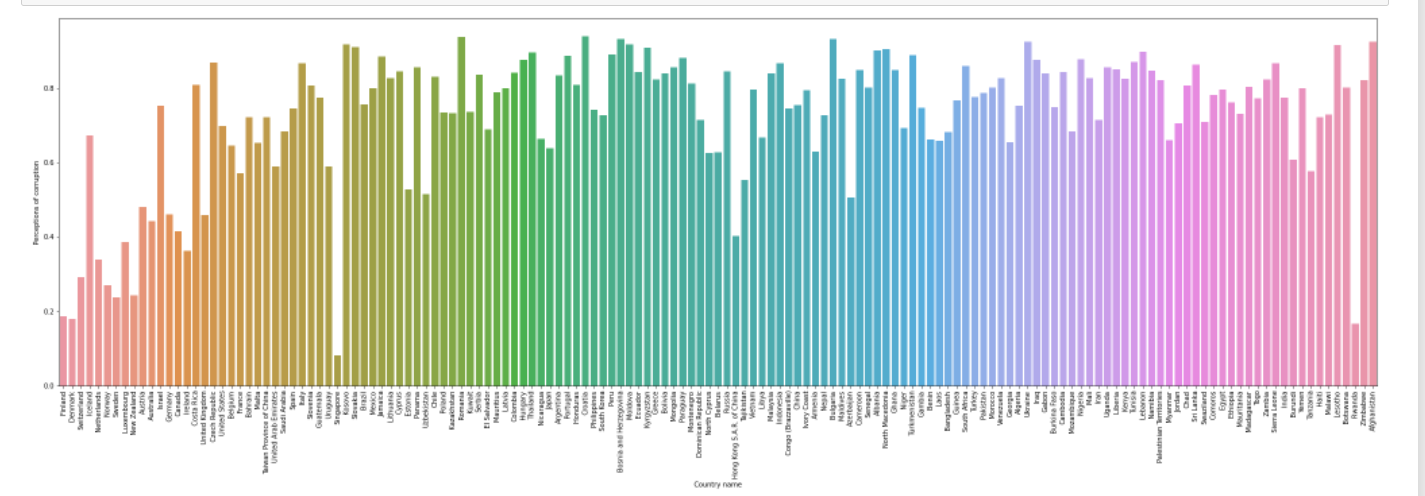 0.8
0.6
0.4
0.2
0.0
Perceptions of corruption
Finland
Denmark
Switzerland
Iceland
Netherlands
Norway
Sweden
Luxembourg
New Zealand
Austria
Australia
Israel
Germany
Canada
Ireland
Costa Rica
United Kingdom
Czech Republic
United States
Belgium
France
Bahrain
Malta
Taiwan Province of China
United Arab Emirates
Saudi Arabia
Spain
Italy
Slovenia
Guatemala
Uruguay
Singapore
Kosovo
Slovakia
Brazil
Mexico
Jamaica
Lithuania
Cyprus
Estonia
Panama
Uzbekistan
Chile
Poland
Kazakhstan
Romania
Kuwait
Serbia
El Salvador
Mauritius
Latvia
Colombia
Hungary
Thailand
Nicaragua
Japan
Argentina
Portugal
Honduras
Croatia
Philippines
South Korea
Peru
Bosnia and Herzegovina
Moldova
Ecuador
Kyrgyzstan
Greece
Bolivia
Mongolia
Paraguay
Montenegro
Dominican Republic
North Cyprus
Belarus
Russia
Hong Kong S.A.R. of China
Tajikistan
Vietnam
Libya
Malaysia
Indonesia
Congo (Brazzaville)
China
Ivory Coast
Armenia
Nepal
Bulgaria
Maldives
Azerbaijan
Cameroon
Senegal
Albania
North Macedonia
Ghana
Niger
Turkmenistan
Gambia
Benin
Laos
Bangladesh
Guinea
South Africa
Turkey
Pakistan
Morocco
Venezuela
Georgia
Algeria
Ukraine
Iraq
Gabon
Burkina Faso
Cambodia
Mozambique
Nigeria
Mali
Iran
Uganda
Liberia
Kenya
Tunisia
Lebanon
Namibia
Palestinian Territories
Myanmar
Jordan
Chad
Sri Lanka
Swaziland
Comoros
Egypt
Ethiopia
Mauritania
Madagascar
Togo
Zambia
Sierra Leone
India
Burundi
Yemen
Tanzania
Haiti
Malawi
Lesotho
Botswana
Rwanda
Zimbabwe
Afghanistan
Country name